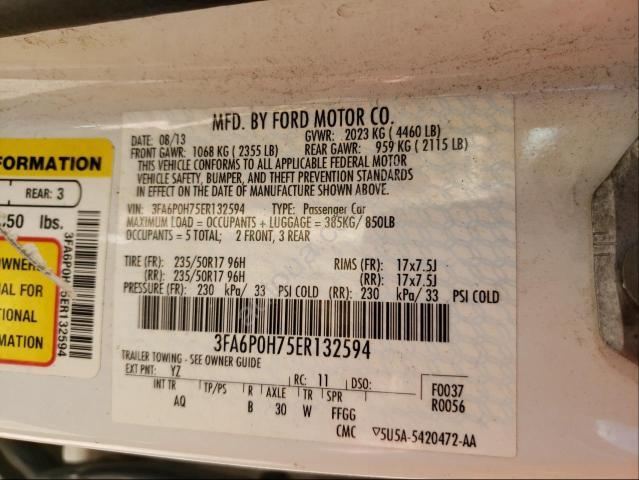 MFD. BY FORD MOTOR CO.
DATE: 08/13 GVWR: 2023 KG ( 4460 LB)
FRONT GAWR: 1068 KG ( 2355 LB) REAR GAWR: 959 KG ( 2115 LB)
THIS VEHICLE CONFORMS TO ALL APPLICABLE FEDERAL MOTOR
VEHICLE SAFETY, BUMPER, AND THEFT PREVENTION STANDARDS
IN EFFECT ON THE DATE OF MANUFACTURE SHOWN ABOVE.
VIN: 3FA6P0H75ER132594 TYPE: Passenger Car
MAXIMUM LOAD = OCCUPANTS + LUGGAGE = 385KG/ 850LB
OCCUPANTS = 5 TOTAL; 2 FRONT, 3 REAR
TIRE (FR): 235/50R17 96H RIMS (FR): 17x7.5J
(RR): 235/50R17 96H (RR): 17x7.5J
PRESSURE (FR): 230 kPa/ 33 PSI COLD (RR): 230 kPa/ 33 PSI COLD
3FA6P0H75ER132594
TRAILER TOWING - SEE OWNER GUIDE
EXT PNT: YZ RC: 11 DSO: F0037
R0056
INT TR TP/PS R AXLE TR SPR
AQ B 30 W FFGG
CMC ▽5U5A-5420472-AA
FORMATION
REAR: 3
.50 lbs.
OWNERS
AL FOR
TIONAL
MATION
3FA6P0H75ER132594